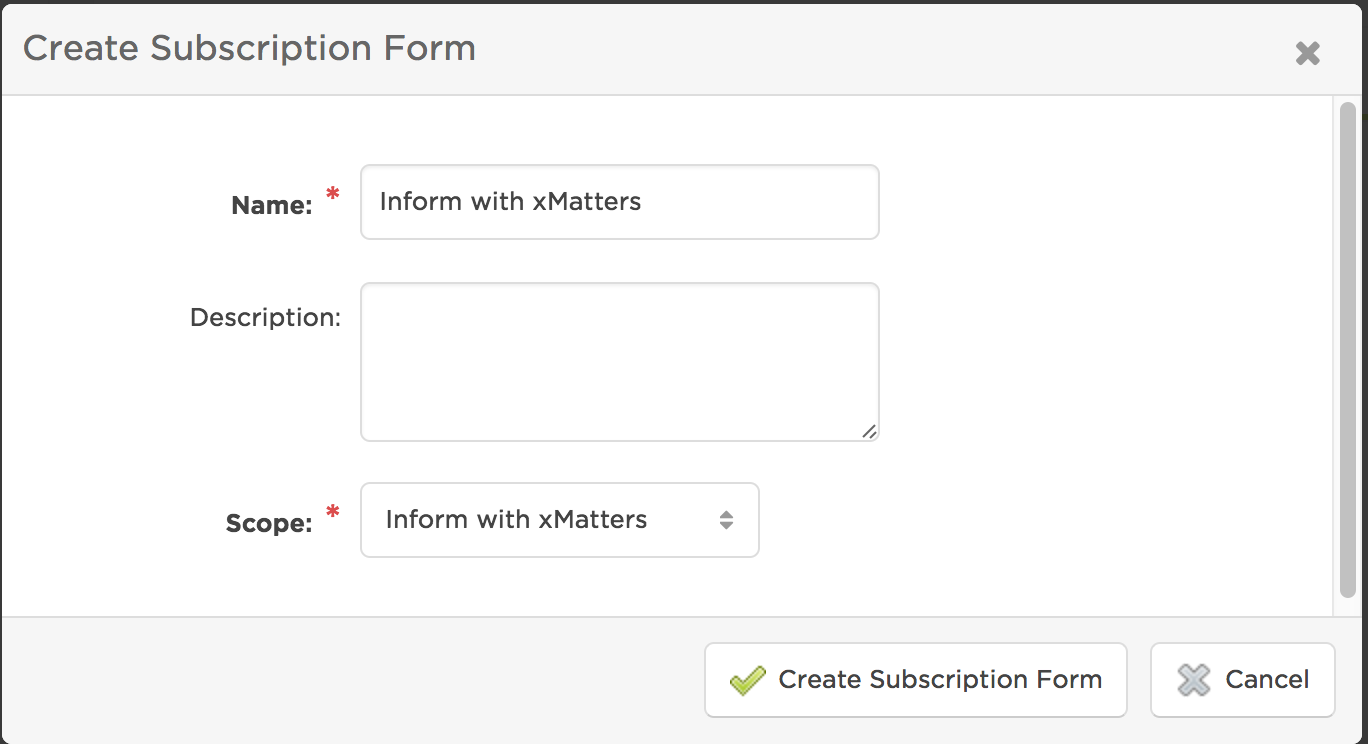 Create Subscription Form
Name: *
Inform with xMatters
Description:
Scope: *
Inform with xMatters
Create Subscription Form
Cancel